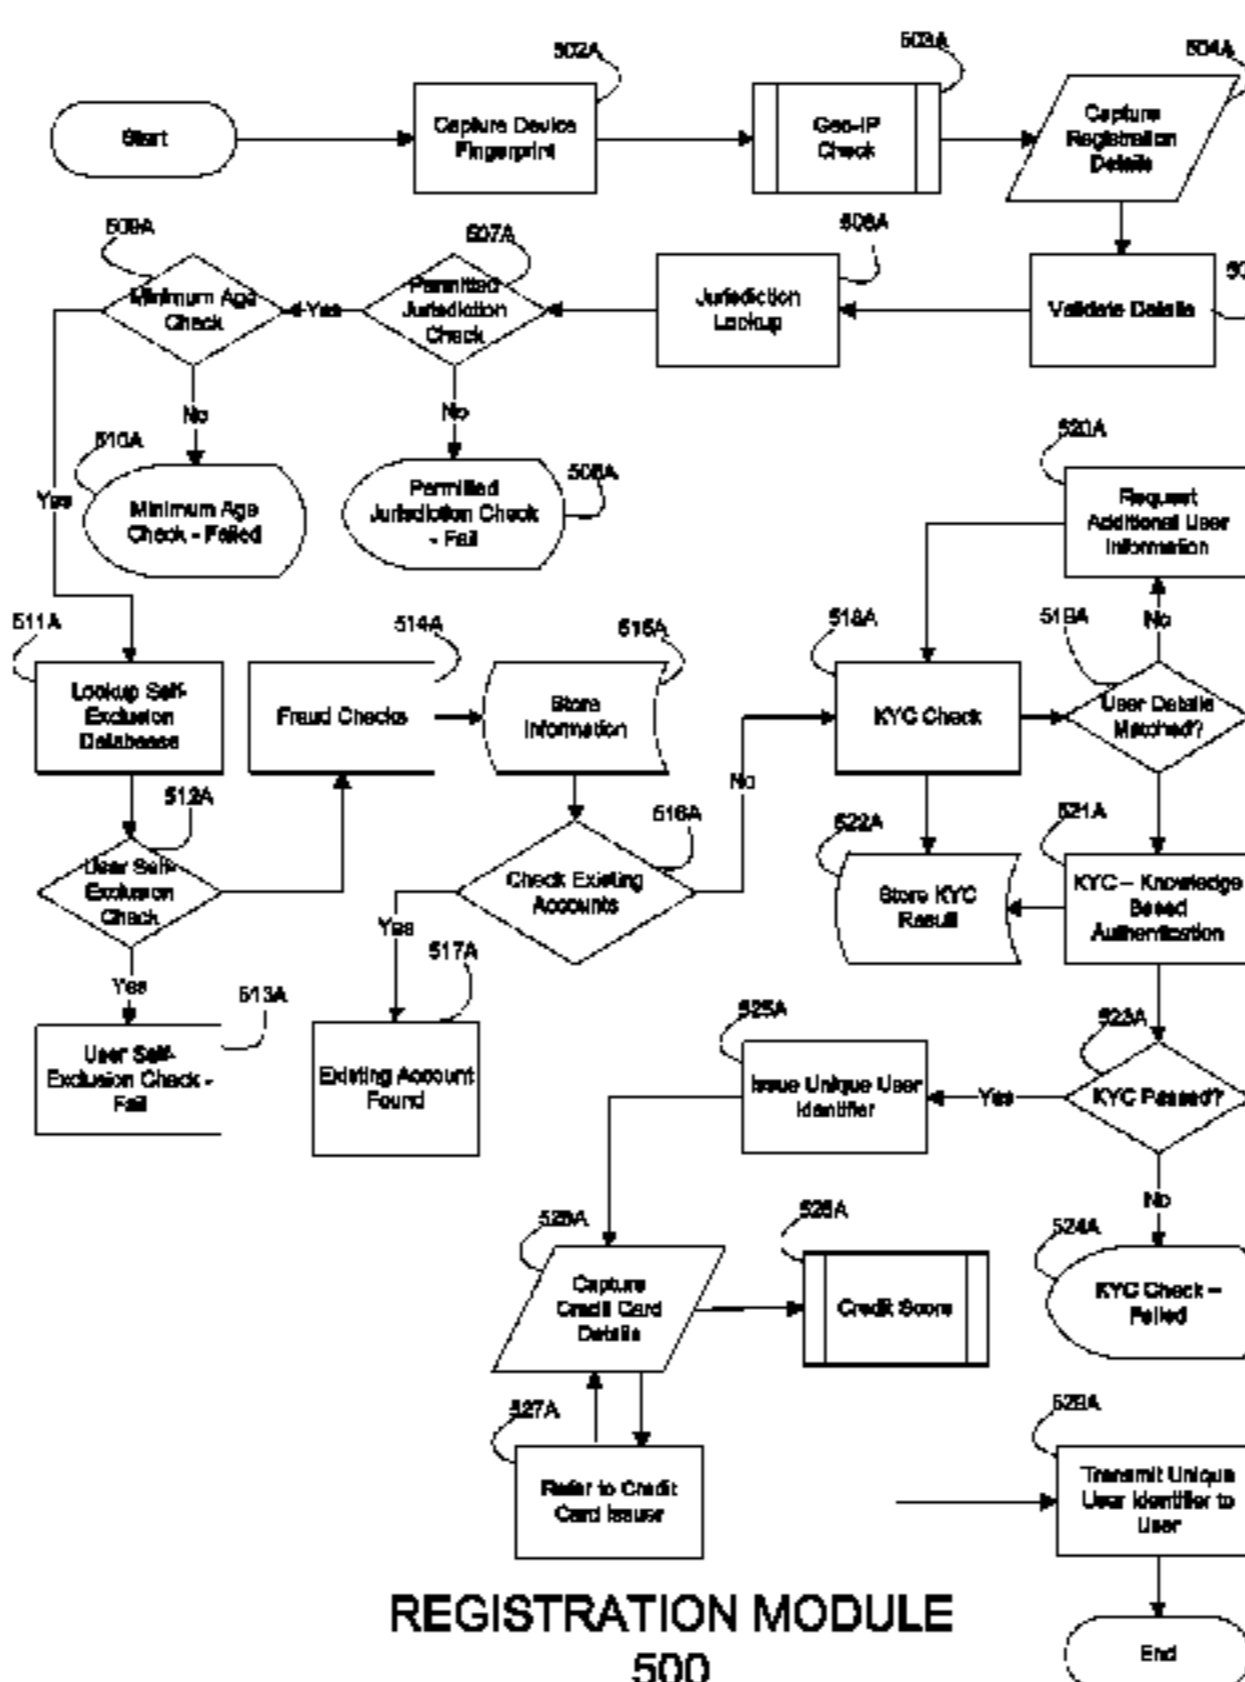 502A
503A
504A
Start
Capture Device
Fingerprint
Geo-IP
Check
Capture
Registration
Details
509A
507A
506A
50
Minimum Age
Check
Yes
Permitted
Jurisdiction
Check
Jurisdiction
Lookup
Validate Details
No
No
510A
520A
Yes
Minimum Age
Check - Failed
Permitted
Jurisdiction Check
- Fail
508A
Request
Additional User
Information
511A
514A
515A
518A
519A
No
Lookup Self-
Exclusion
Database
Fraud Checks
Store
Information
KYC Check
User Details
Matched?
512A
No
516A
522A
521A
User Self-
Exclusion
Check
Check Existing
Accounts
Store KYC
Result
KYC – Knowledge
Based
Authentication
Yes
517A
Yes
513A
525A
523A
User Self-
Exclusion Check -
Fail
Existing Account
Found
Issue Unique User
Identifier
Yes
KYC Passed?
No
526A
524A
Capture
Credit Card
Details
Credit Score
KYC Check –
Failed
527A
529A
Refer to Credit
Card Issuer
Transmit Unique
User Identifier to
User
REGISTRATION MODULE
500
End